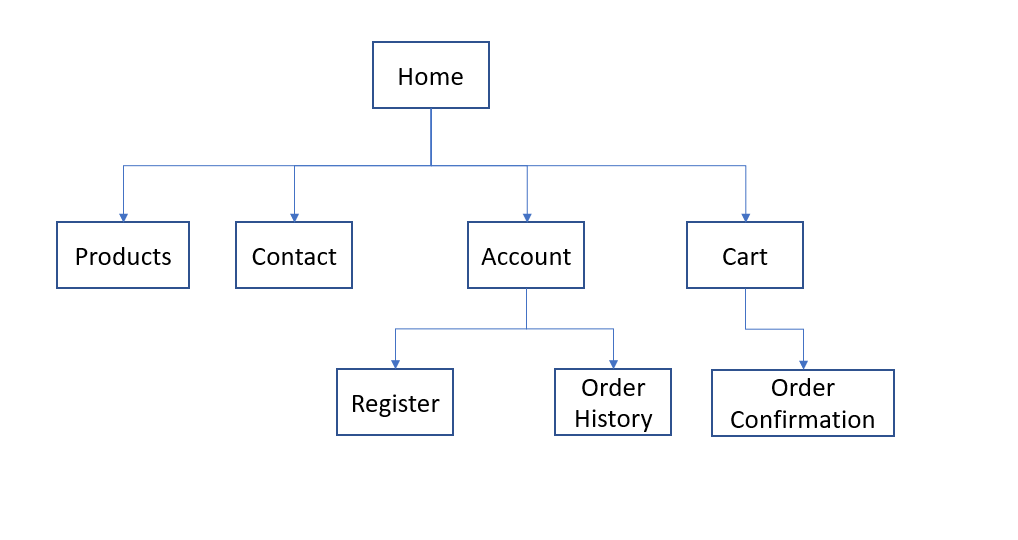 Home
Products
Contact
Account
Cart
Register
Order
History
Order
Confirmation